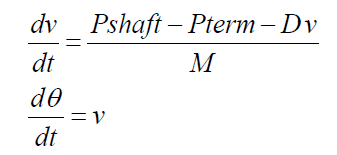 dv/dt = (Pshaft − Pterm − Dv)/M
dθ/dt = v